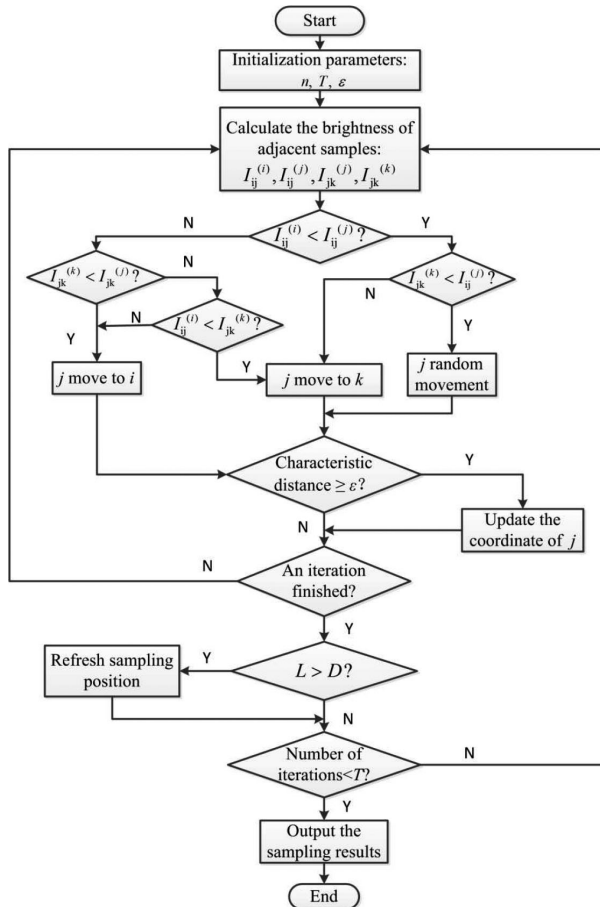 Start
Initialization parameters:
n, T, ε
Calculate the brightness of
adjacent samples:
I_ij^(i), I_ij^(j), I_jk^(j), I_jk^(k)
N
I_ij^(i) < I_ij^(j)?
Y
I_jk^(k) < I_jk^(j)?
N
I_jk^(k) < I_ij^(j)?
N
N
I_ij^(i) < I_jk^(k)?
Y
Y
Y
j move to i
j move to k
j random
movement
Characteristic
distance ≥ ε?
Y
N
Update the
coordinate of j
N
An iteration
finished?
Y
Refresh sampling
position
Y
L > D?
N
Number of
iterrations<T?
N
Y
Output the
sampling results
End